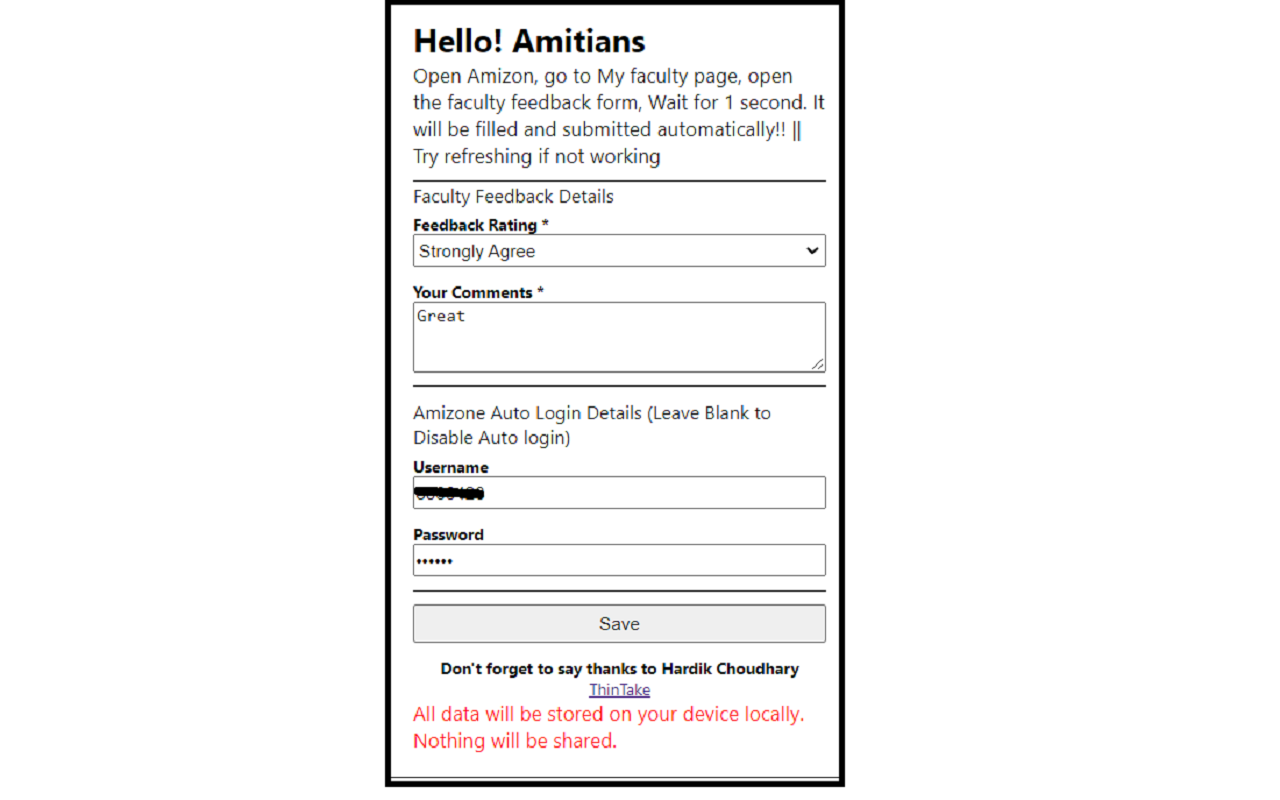 Hello! Amitians
Open Amizon, go to My faculty page, open
the faculty feedback form, Wait for 1 second. It
will be filled and submitted automatically!! ||
Try refreshing if not working
Faculty Feedback Details
Feedback Rating *
Strongly Agree
Your Comments *
Great
Amizone Auto Login Details (Leave Blank to
Disable Auto login)
Username
Password
••••••
Save
Don't forget to say thanks to Hardik Choudhary
ThinTake
All data will be stored on your device locally.
Nothing will be shared.